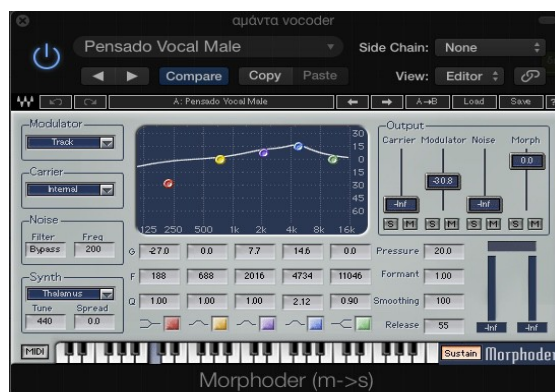 αμάντα vocoder
Pensado Vocal Male
Side Chain: None
Compare Copy Paste View: Editor
A: Pensado Vocal Male A→B Load Save ?
Modulator
Track
Carrier
Internal
Noise
Filter Freq
Bypass 200
Synth
Thalamus
Tune Spread
440 0.0
30
15
0
15
30
45
60
125 250 500 1k 2k 4k 8k 16k
G -27.0 0.0 7.7 14.6 0.0
F 188 688 2016 4734 11046
Q 1.00 1.00 1.00 2.12 0.90
Output
Carrier Modulator Noise Morph
-Inf -30.8 -Inf 0.0
S M S M S M S M
Pressure 20.0
Formant 1.00
Smoothing 100
Release 55
-Inf -Inf
MIDI Sustain Morphoder
Morphoder (m->s)